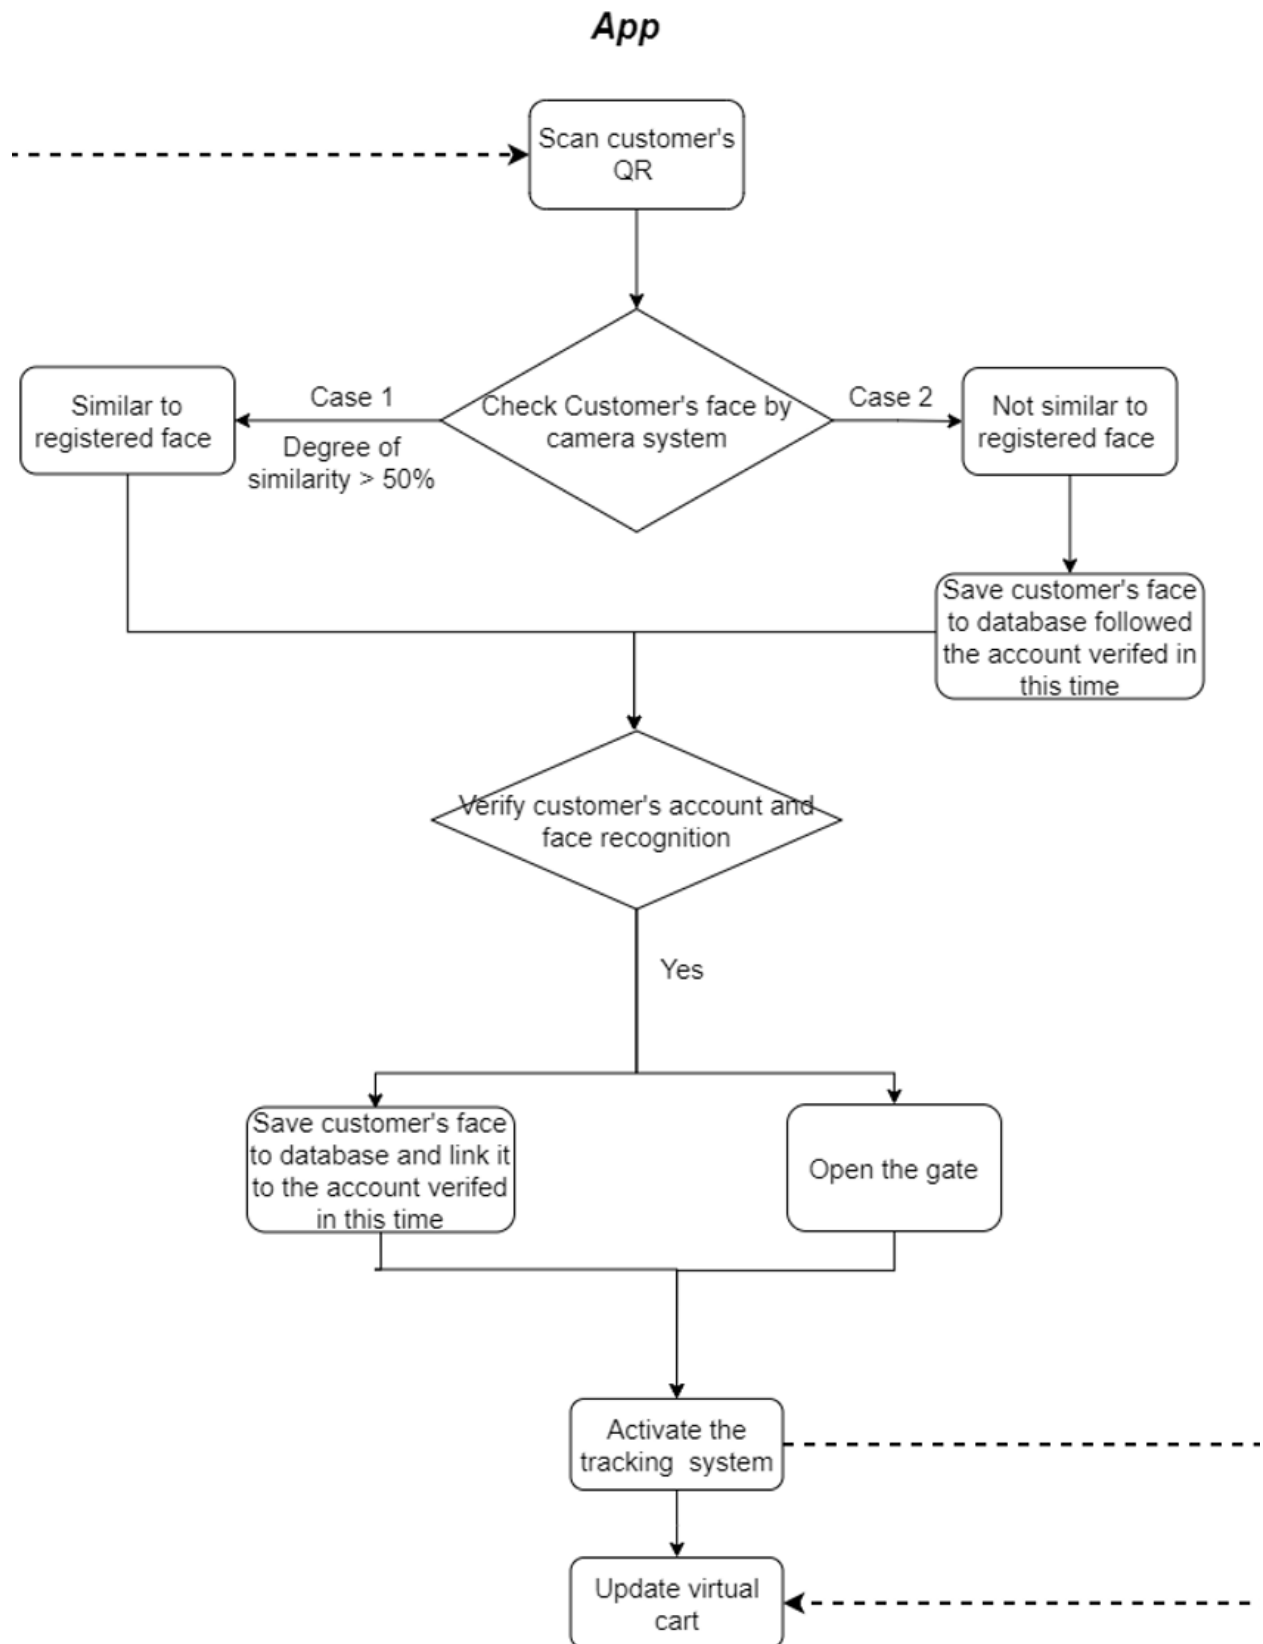 App
Scan customer's
QR
Check Customer's face by
camera system
Case 1
Degree of
similarity > 50%
Similar to
registered face
Case 2
Not similar to
registered face
Save customer's face
to database followed
the account verifed in
this time
Verify customer's account and
face recognition
Yes
Save customer's face
to database and link it
to the account verifed
in this time
Open the gate
Activate the
tracking system
Update virtual
cart